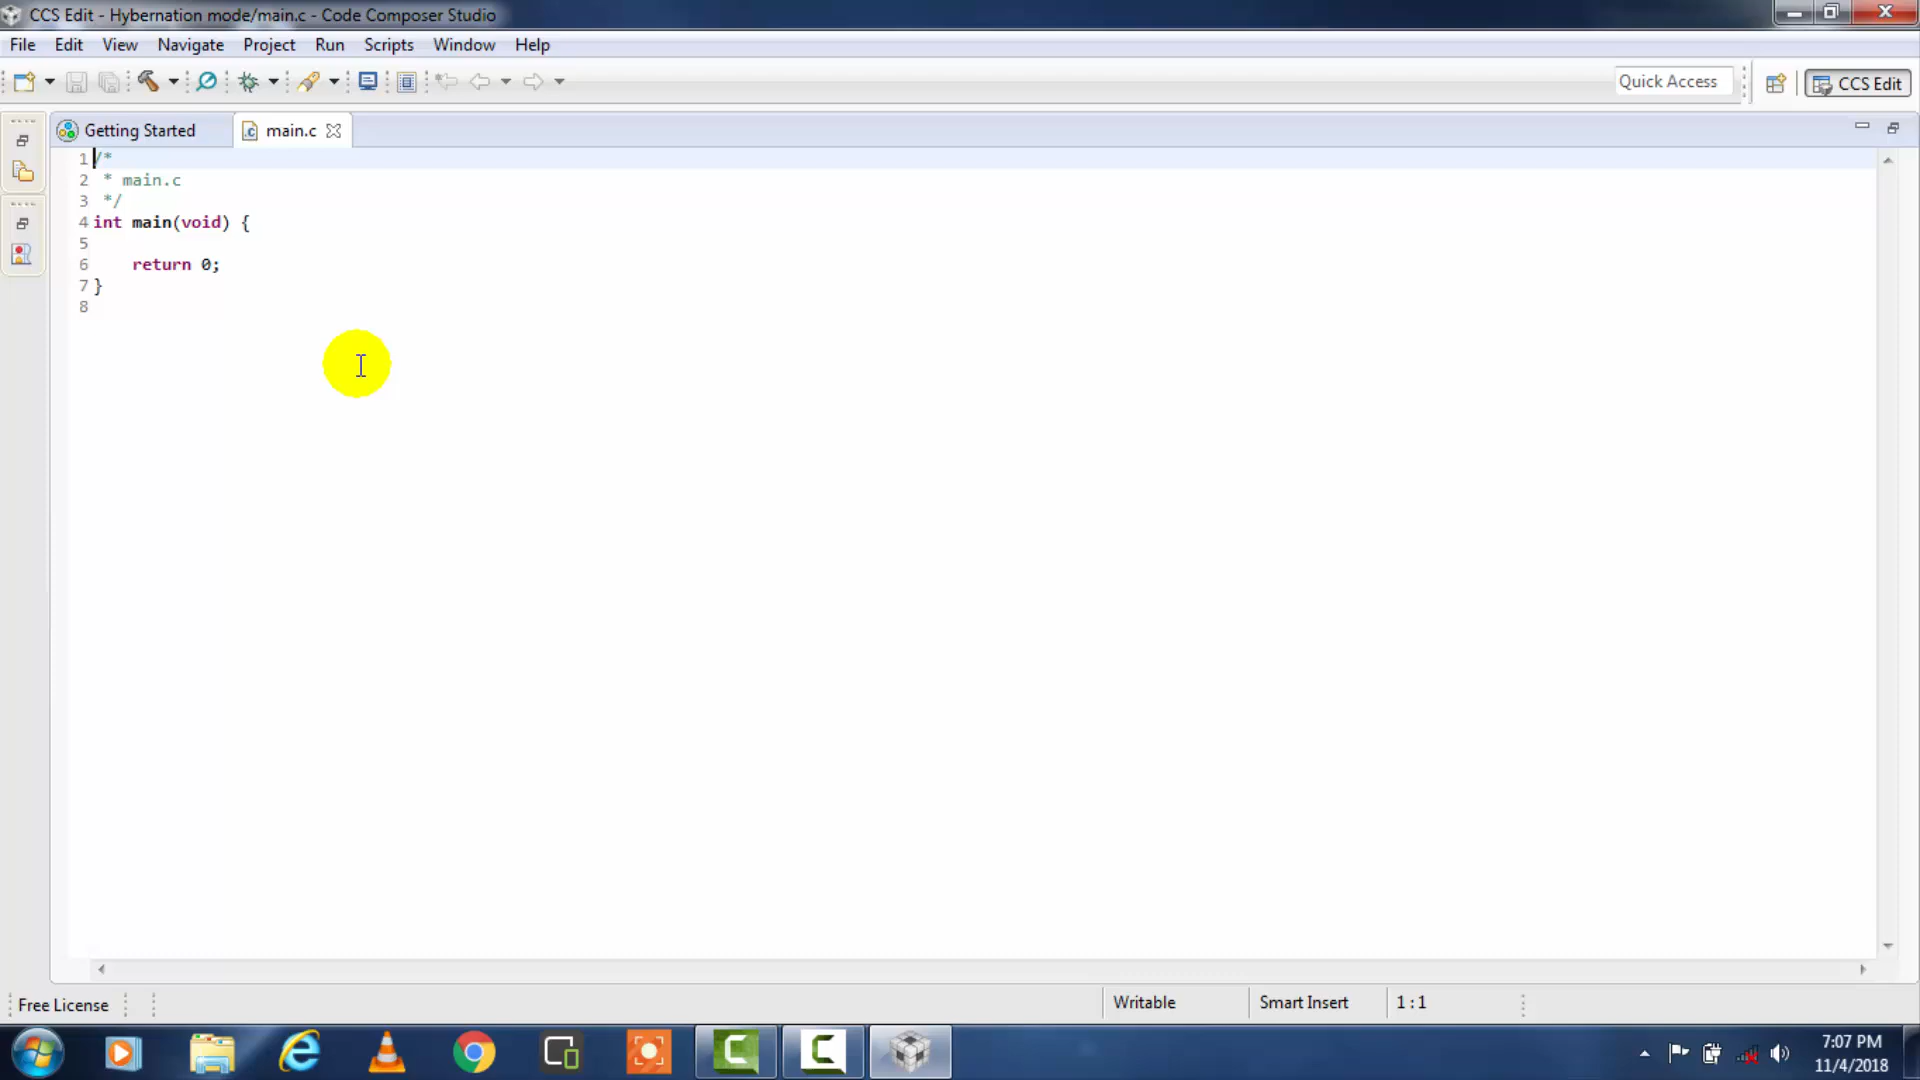 CCS Edit - Hybernation mode/main.c - Code Composer Studio
File Edit View Navigate Project Run Scripts Window Help
Quick Access
CCS Edit
Getting Started
main.c
1 /*
2 * main.c
3 */
4 int main(void) {
5
6 return 0;
7 }
8
Free License
Writable
Smart Insert
1 : 1
7:07 PM
11/4/2018